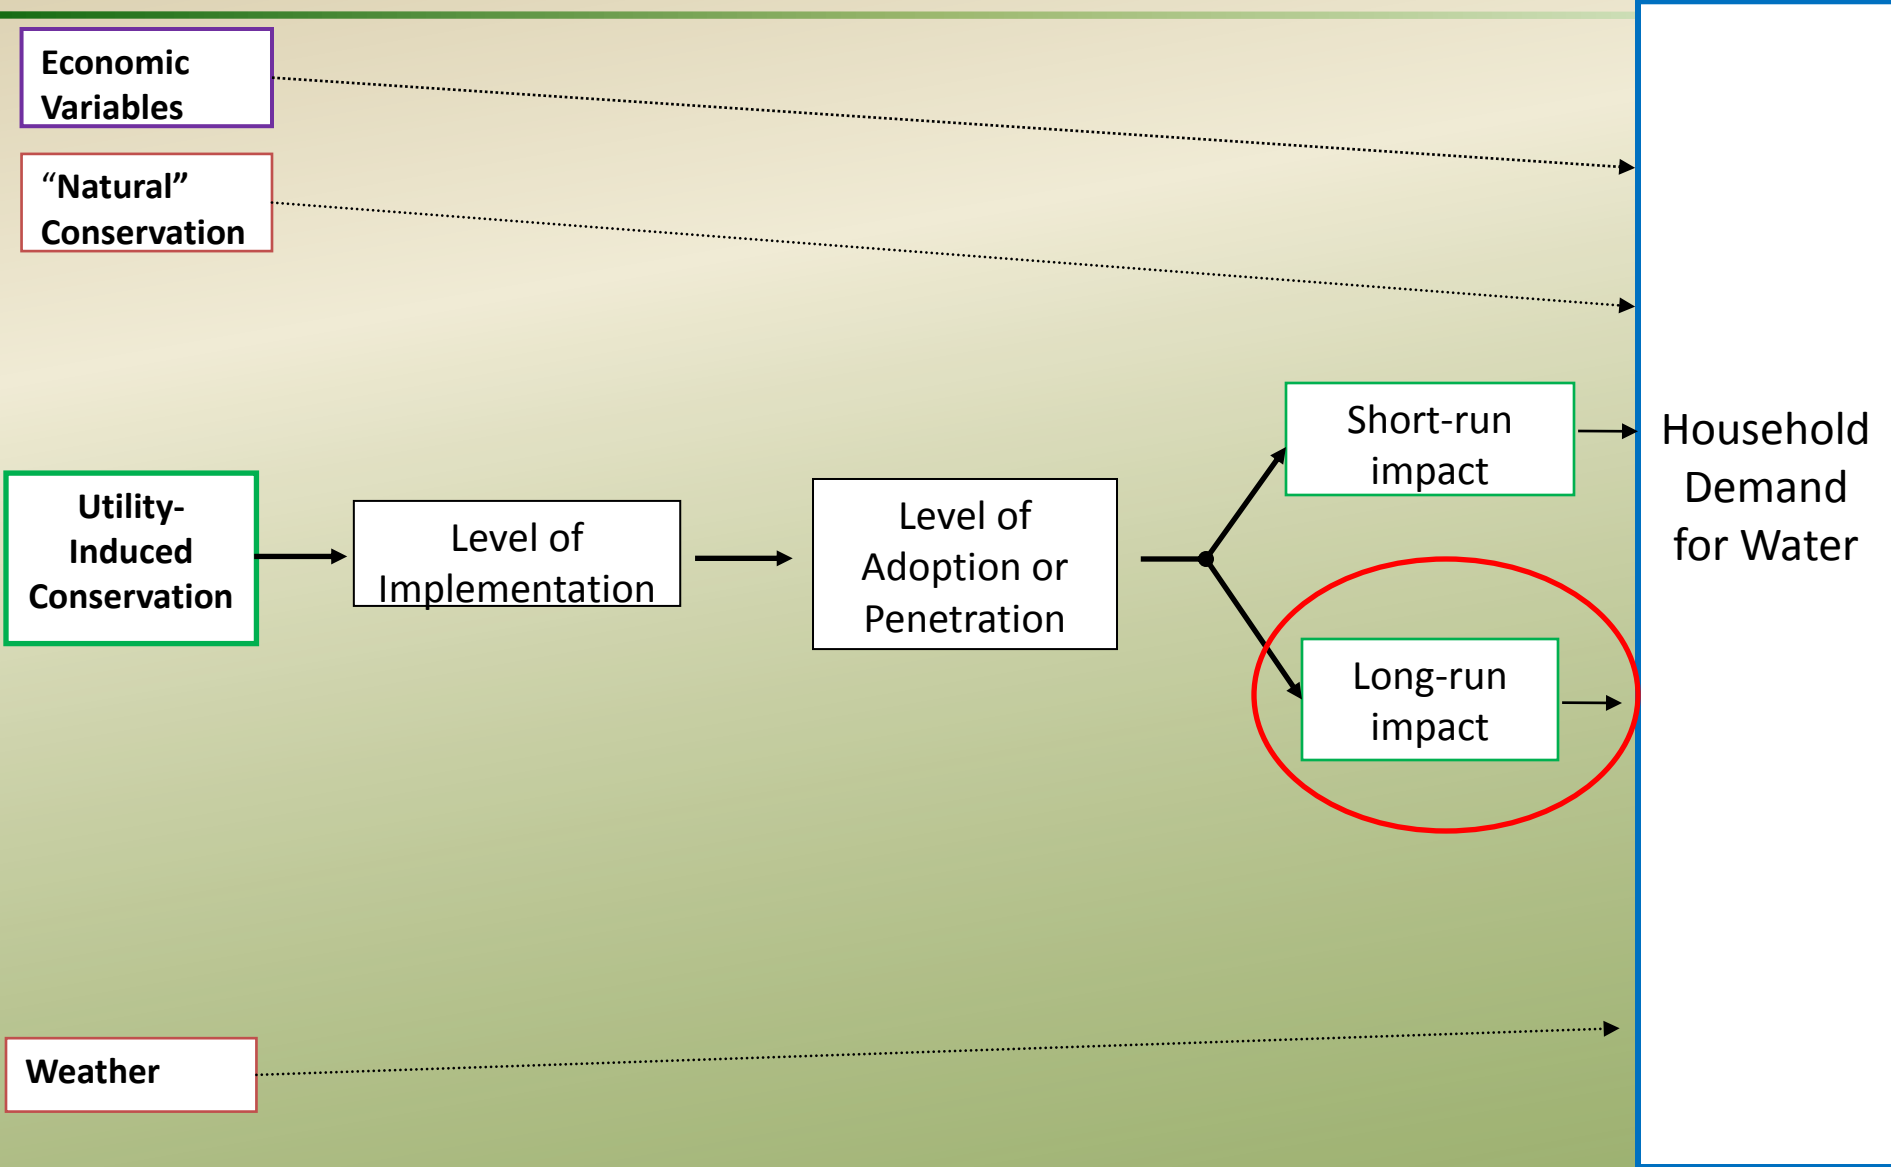 Economic
Variables
“Natural”
Conservation
Utility-
Induced
Conservation
Level of
Implementation
Level of
Adoption or
Penetration
Short-run
impact
Long-run
impact
Household
Demand
for Water
Weather